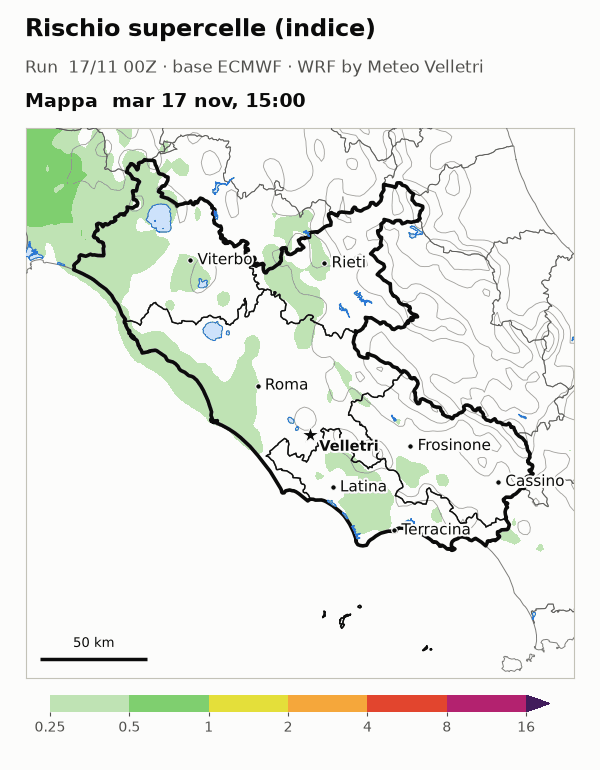 Rischio supercelle (indice)
Run 17/11 00Z · base ECMWF · WRF by Meteo Velletri
Mappa mar 17 nov, 15:00
Viterbo
Rieti
Roma
Velletri
Frosinone
Cassino
Latina
Terracina
50 km
0.25 0.5 1 2 4 8 16